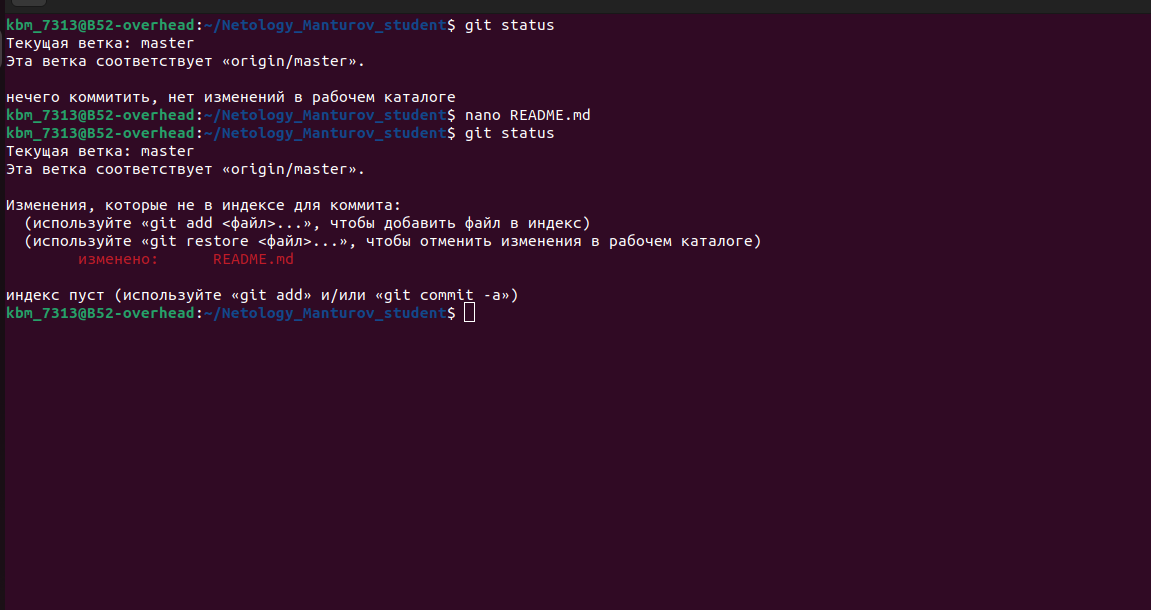 kbm_7313@B52-overhead:~/Netology_Manturov_student$ git status
Текущая ветка: master
Эта ветка соответствует «origin/master».
нечего коммитить, нет изменений в рабочем каталоге
kbm_7313@B52-overhead:~/Netology_Manturov_student$ nano README.md
kbm_7313@B52-overhead:~/Netology_Manturov_student$ git status
Текущая ветка: master
Эта ветка соответствует «origin/master».
Изменения, которые не в индексе для коммита:
  (используйте «git add <файл>...», чтобы добавить файл в индекс)
  (используйте «git restore <файл>...», чтобы отменить изменения в рабочем каталоге)
        изменено:      README.md
индекс пуст (используйте «git add» и/или «git commit -a»)
kbm_7313@B52-overhead:~/Netology_Manturov_student$